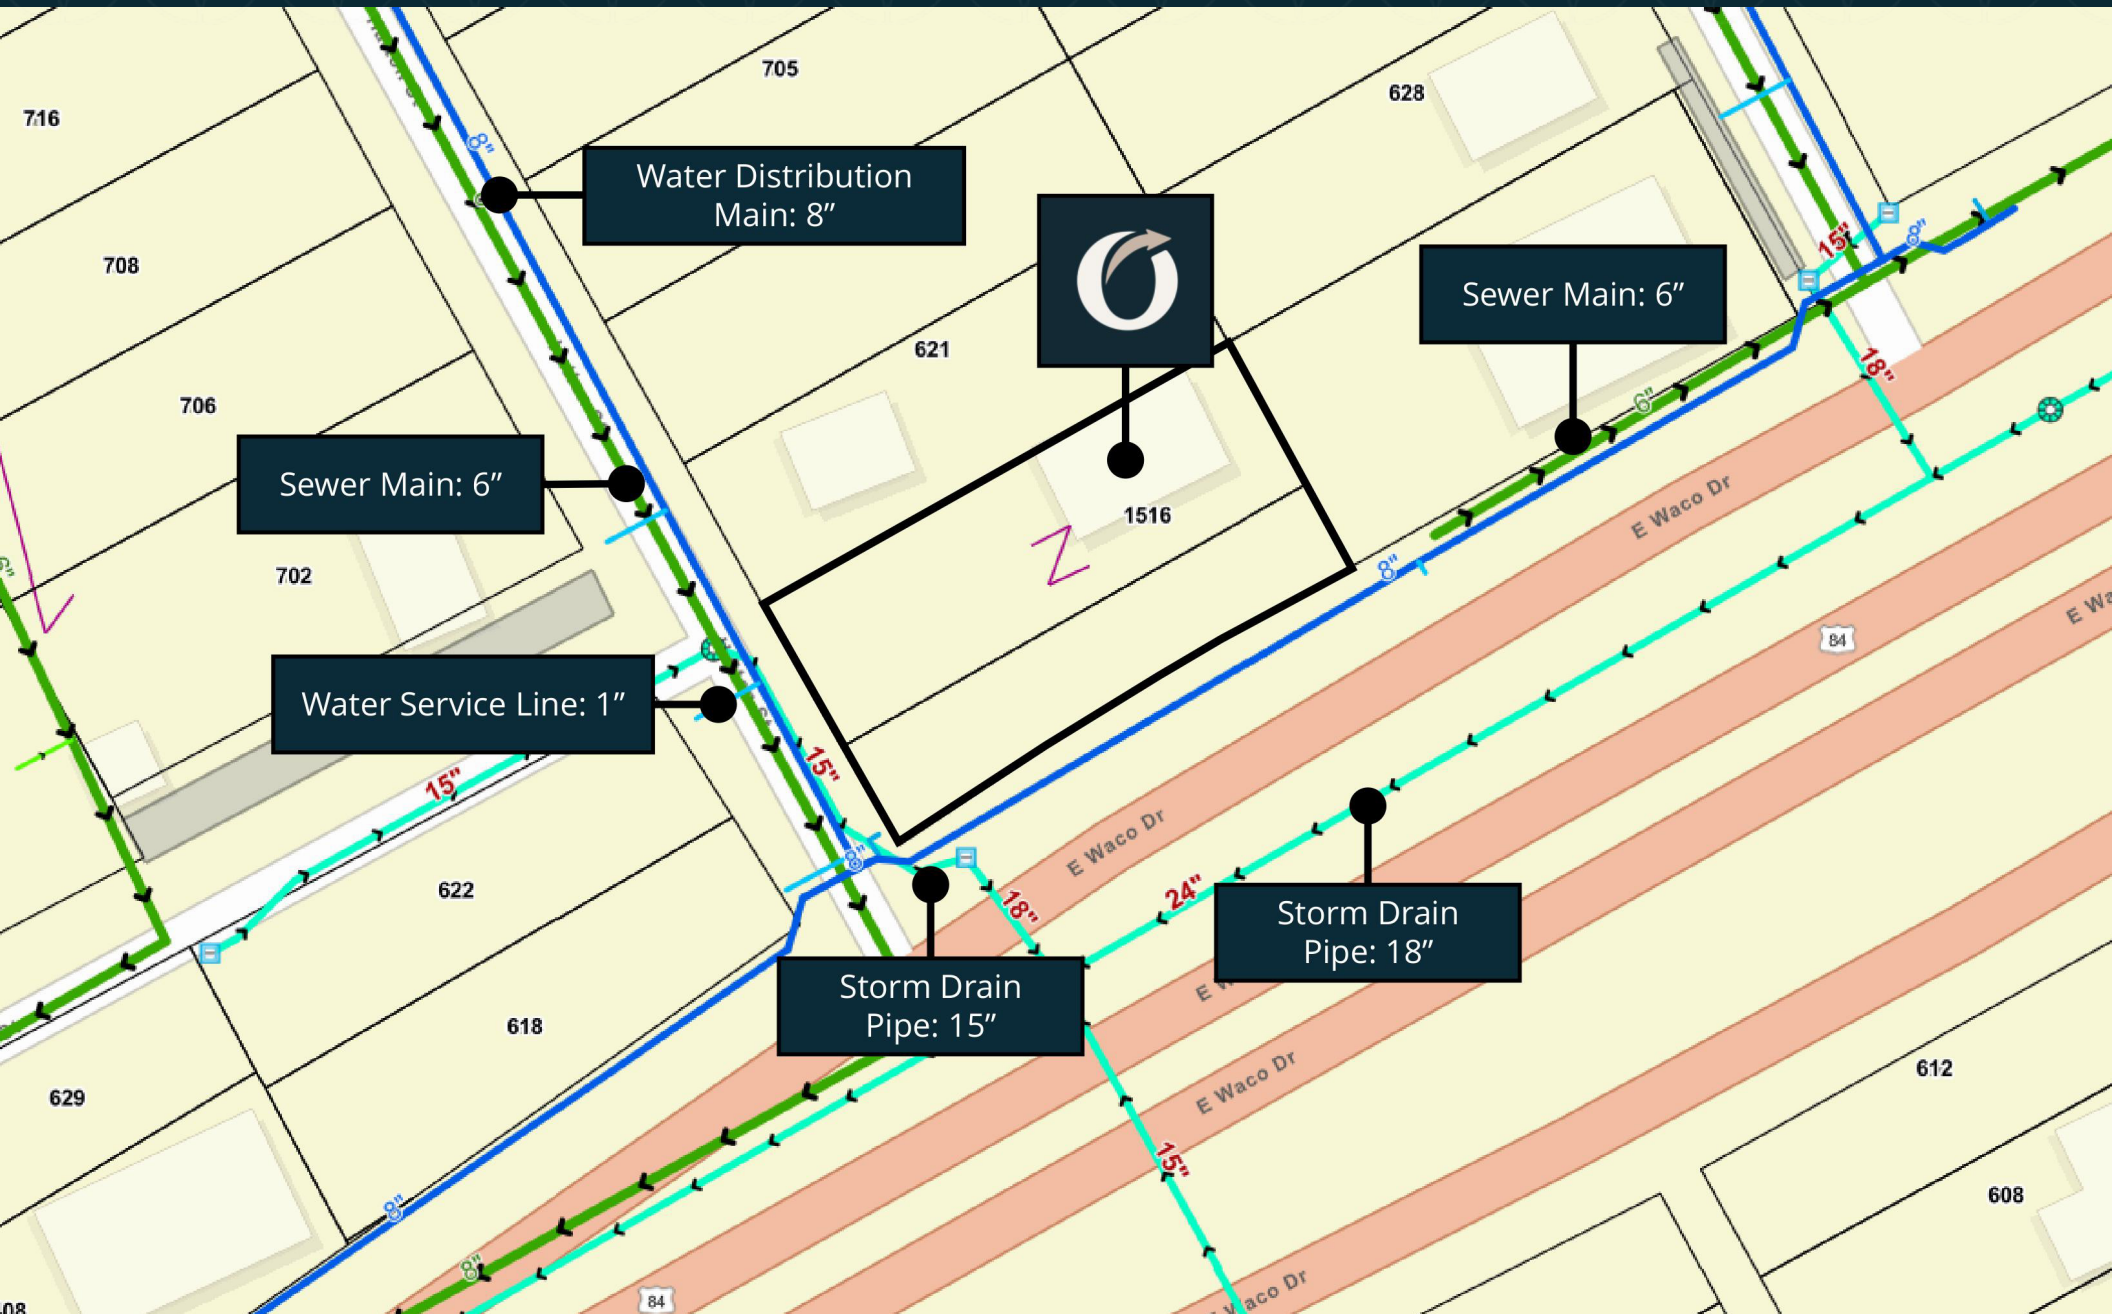 705
628
716
8"
Water Distribution
Main: 8”
15"
8"
708
Sewer Main: 6”
621
18"
6"
706
Sewer Main: 6”
E Waco Dr
1516
8"
6"
702
E Wa
84
Water Service Line: 1”
15"
15"
E Waco Dr
8"
622
18"
24"
Storm Drain
Pipe: 18”
Storm Drain
Pipe: 15”
E W
618
612
E Waco Dr
629
15"
608
8"
8"
84
Waco Dr
08